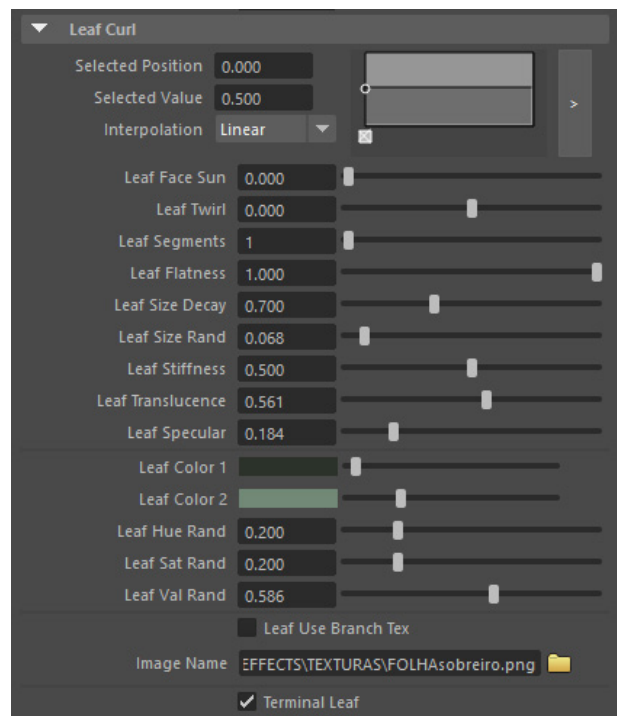 Leaf Curl
Selected Position 0.000
Selected Value 0.500
Interpolation Linear
>
Leaf Face Sun 0.000
Leaf Twirl 0.000
Leaf Segments 1
Leaf Flatness 1.000
Leaf Size Decay 0.700
Leaf Size Rand 0.068
Leaf Stiffness 0.500
Leaf Translucence 0.561
Leaf Specular 0.184
Leaf Color 1
Leaf Color 2
Leaf Hue Rand 0.200
Leaf Sat Rand 0.200
Leaf Val Rand 0.586
Leaf Use Branch Tex
Image Name EFFECTS\TEXTURAS\FOLHAsobreiro.png
Terminal Leaf